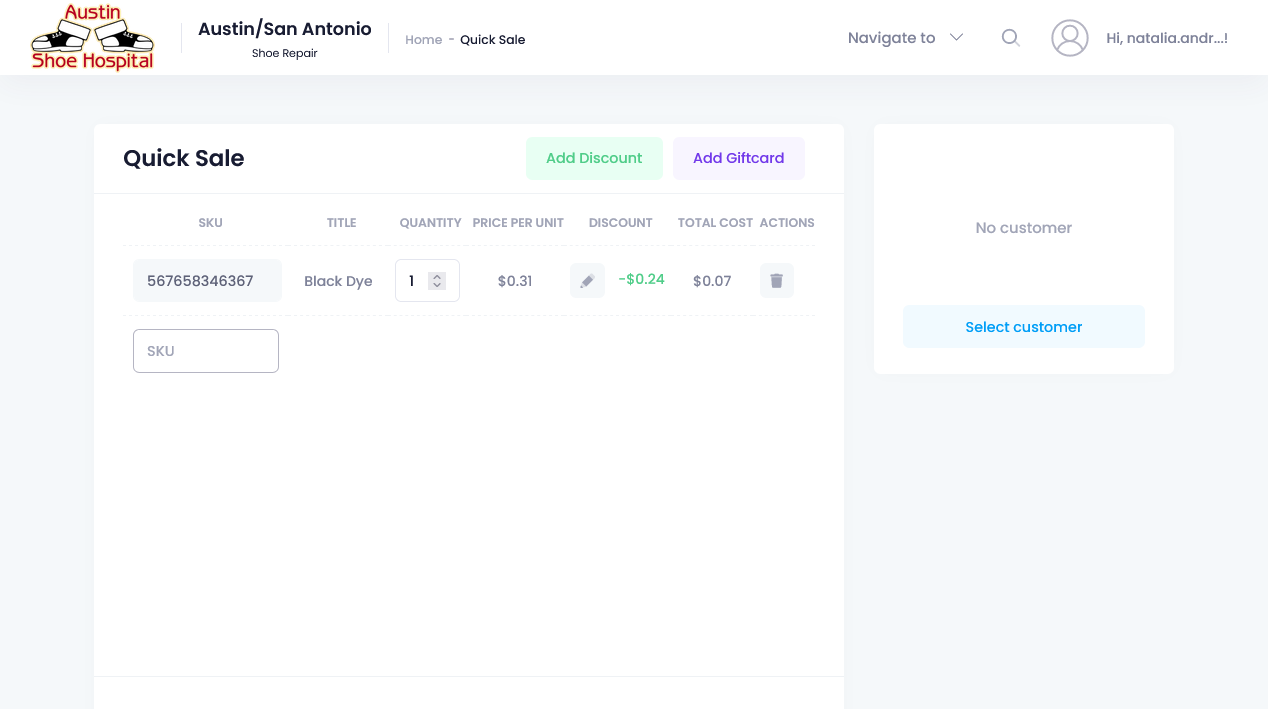 Austin
Shoe Hospital
Austin/San Antonio
Shoe Repair
Home - Quick Sale
Navigate to
Hi, natalia.andr...!
Quick Sale
Add Discount
Add Giftcard
SKU TITLE QUANTITY PRICE PER UNIT DISCOUNT TOTAL COST ACTIONS
567658346367 Black Dye 1 $0.31 -$0.24 $0.07
SKU
No customer
Select customer